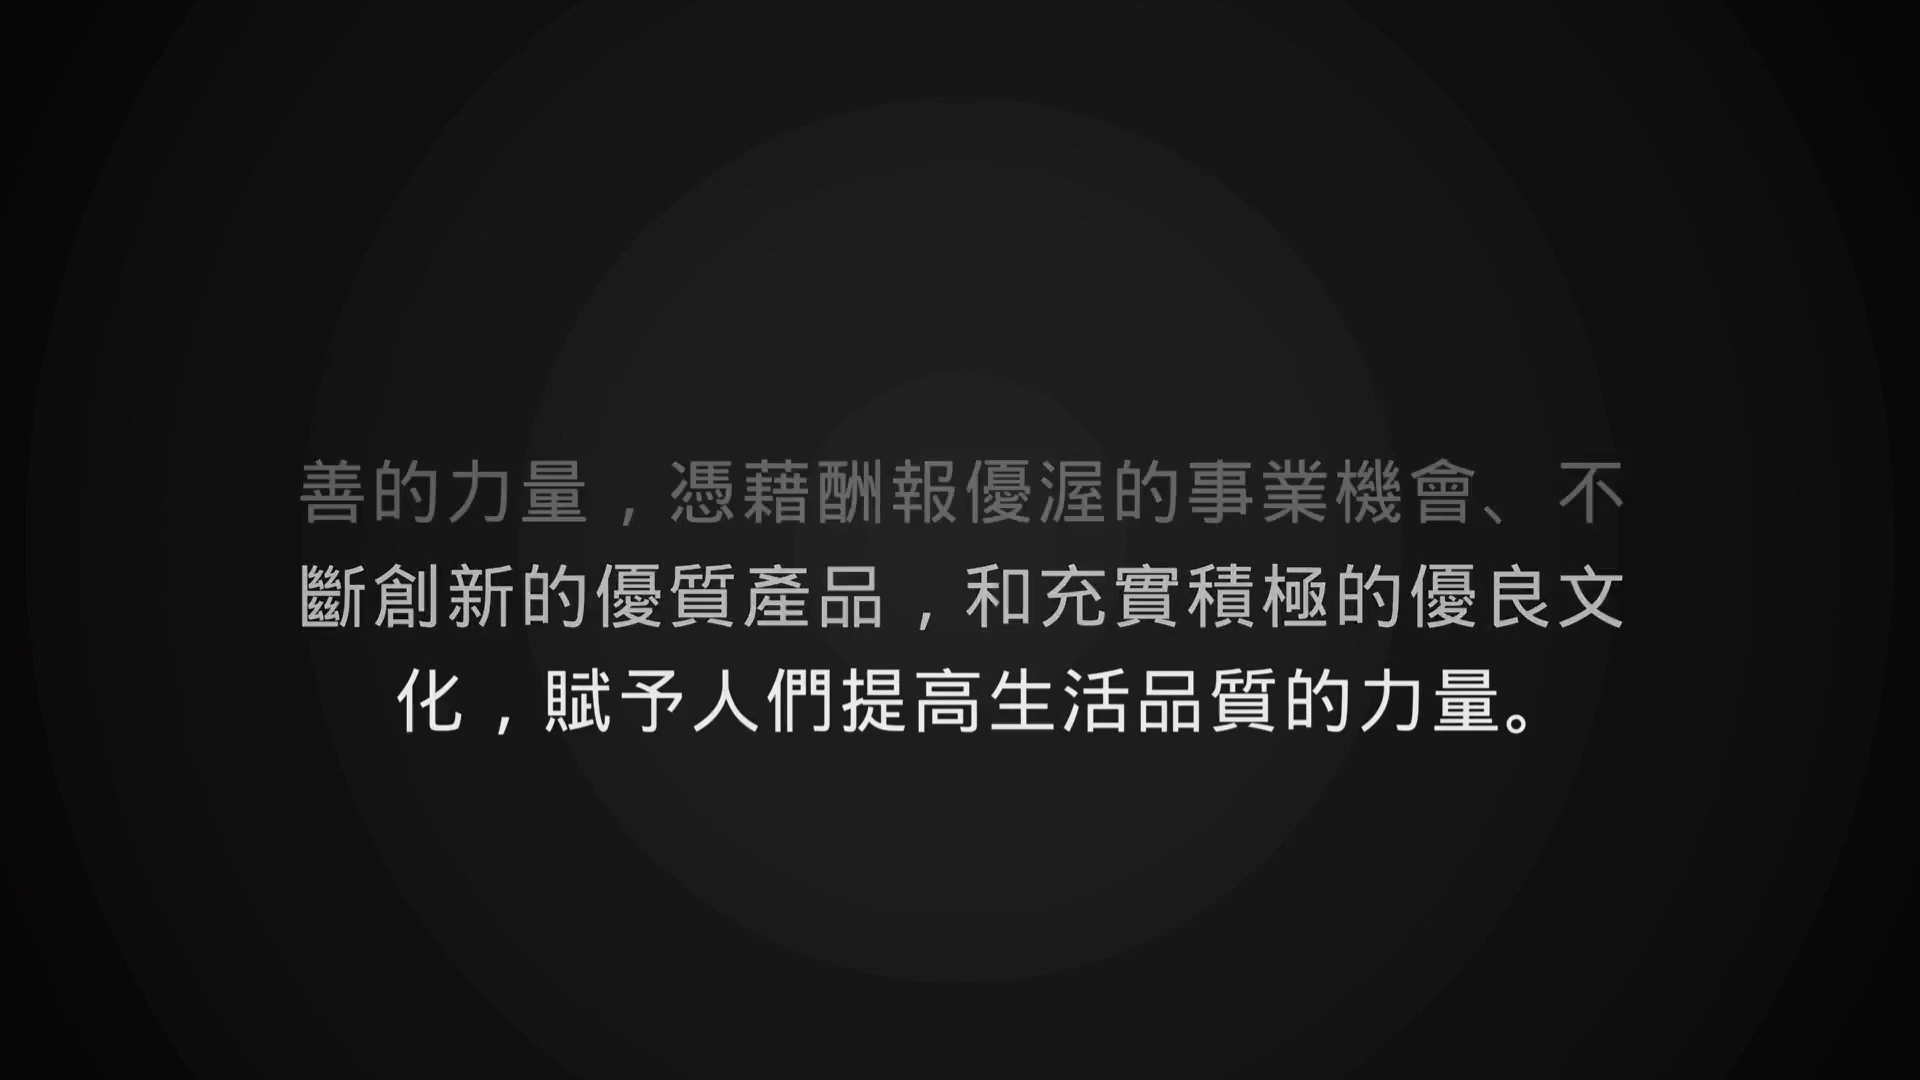 善的力量，憑藉酬報優渥的事業機會、不
斷創新的優質產品，和充實積極的優良文
化，賦予人們提高生活品質的力量。